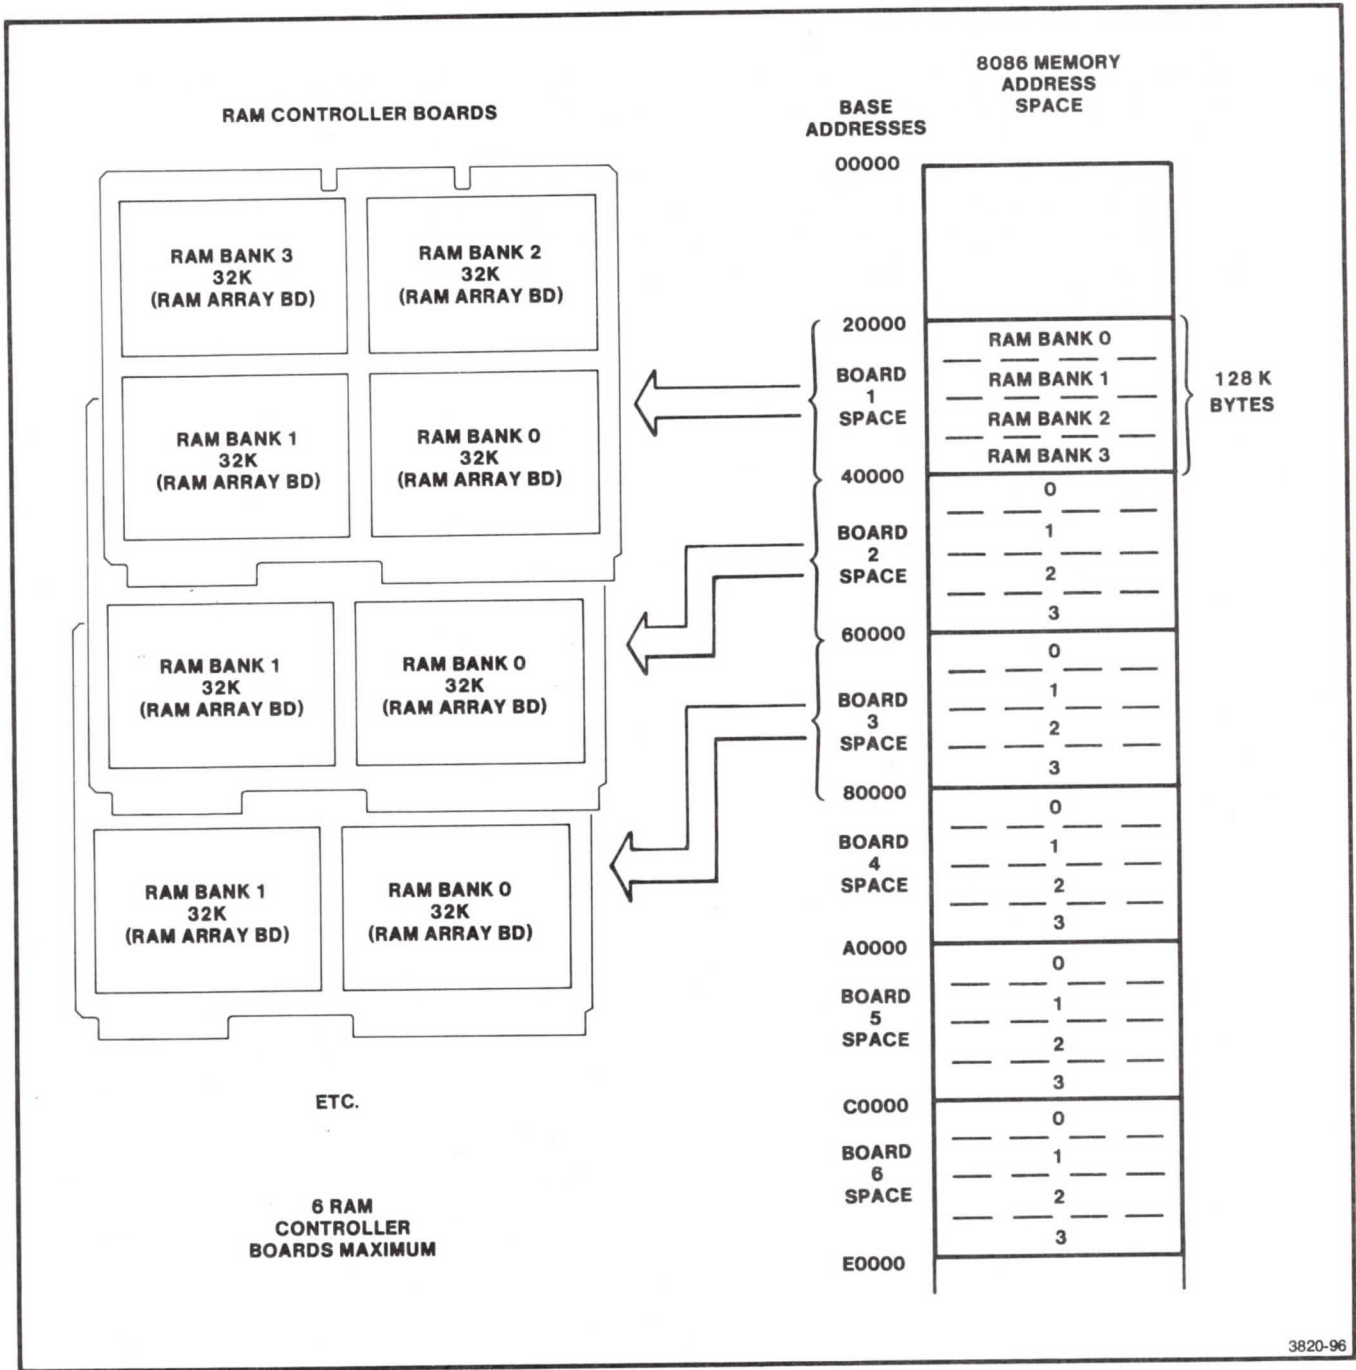 RAM CONTROLLER BOARDS
RAM BANK 3
32K
(RAM ARRAY BD)
RAM BANK 2
32K
(RAM ARRAY BD)
RAM BANK 1
32K
(RAM ARRAY BD)
RAM BANK 0
32K
(RAM ARRAY BD)
RAM BANK 1
32K
(RAM ARRAY BD)
RAM BANK 0
32K
(RAM ARRAY BD)
RAM BANK 1
32K
(RAM ARRAY BD)
RAM BANK 0
32K
(RAM ARRAY BD)
ETC.
6 RAM
CONTROLLER
BOARDS MAXIMUM
BASE
ADDRESSES
00000
20000
BOARD
1
SPACE
40000
BOARD
2
SPACE
60000
BOARD
3
SPACE
80000
BOARD
4
SPACE
A0000
BOARD
5
SPACE
C0000
BOARD
6
SPACE
E0000
8086 MEMORY
ADDRESS
SPACE
RAM BANK 0
RAM BANK 1
RAM BANK 2
RAM BANK 3
128 K
BYTES
0
1
2
3
0
1
2
3
0
1
2
3
0
1
2
3
0
1
2
3
3820-96